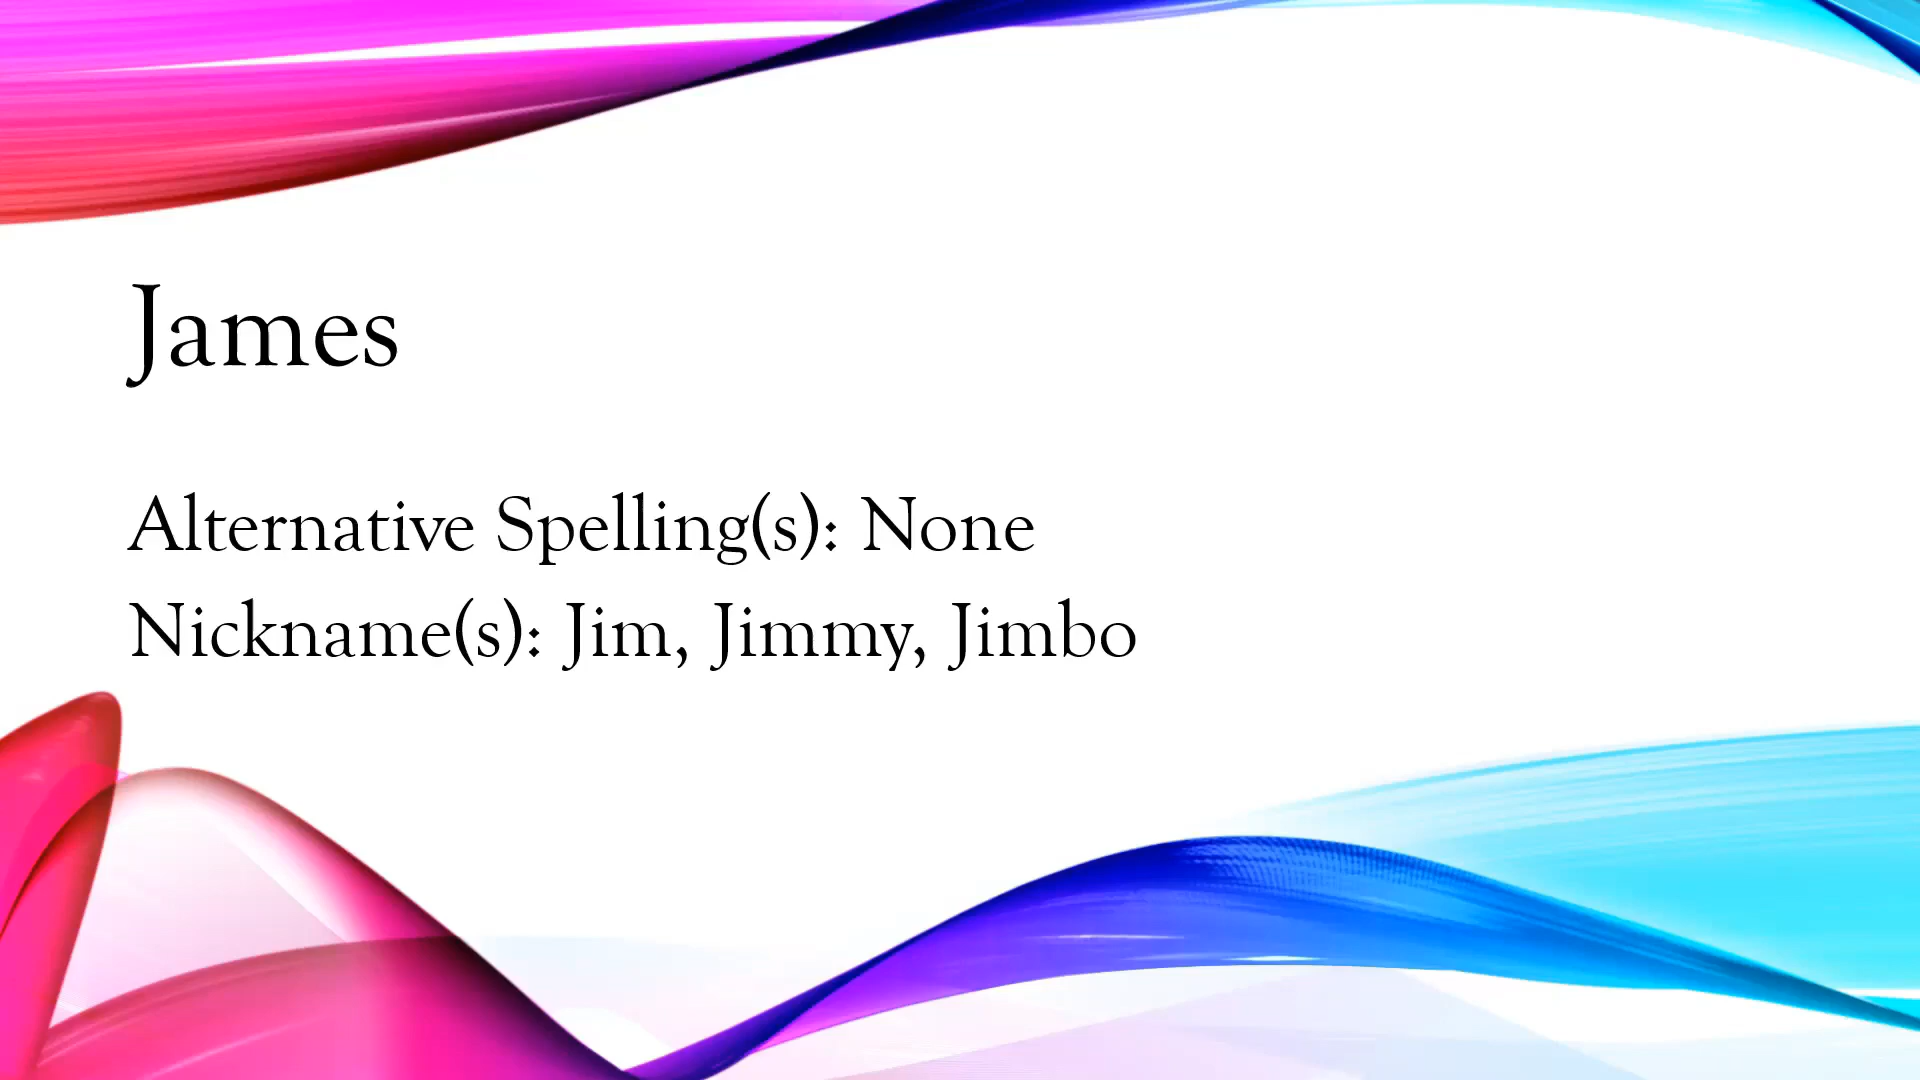 James
Alternative Spelling(s): None
Nickname(s): Jim, Jimmy, Jimbo